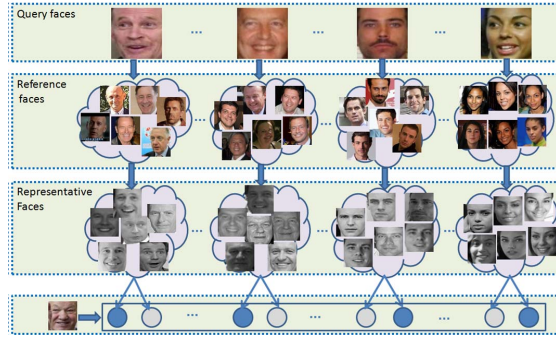 Query faces
Reference
faces
Representative
Faces